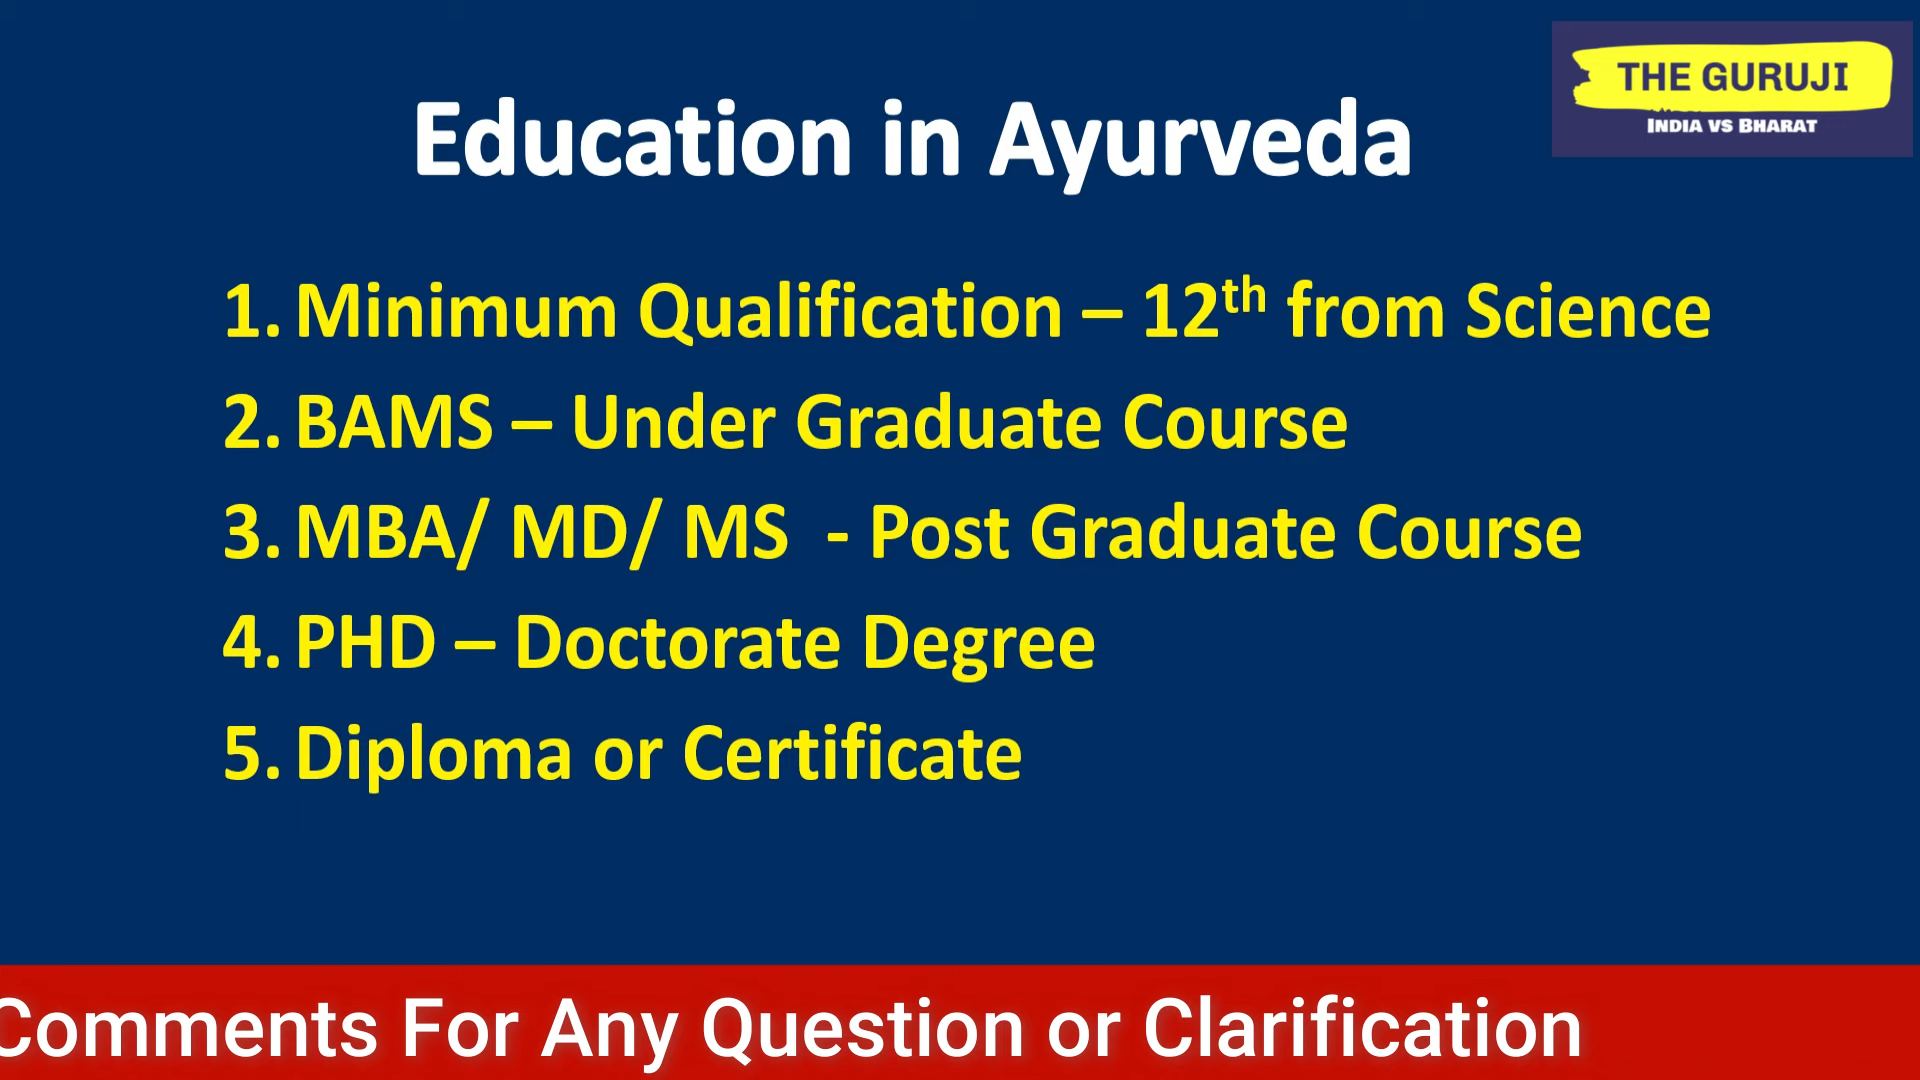 THE GURUJI
INDIA VS BHARAT
Education in Ayurveda
1. Minimum Qualification – 12th from Science
2. BAMS – Under Graduate Course
3. MBA/ MD/ MS - Post Graduate Course
4. PHD – Doctorate Degree
5. Diploma or Certificate
Comments For Any Question or Clarification